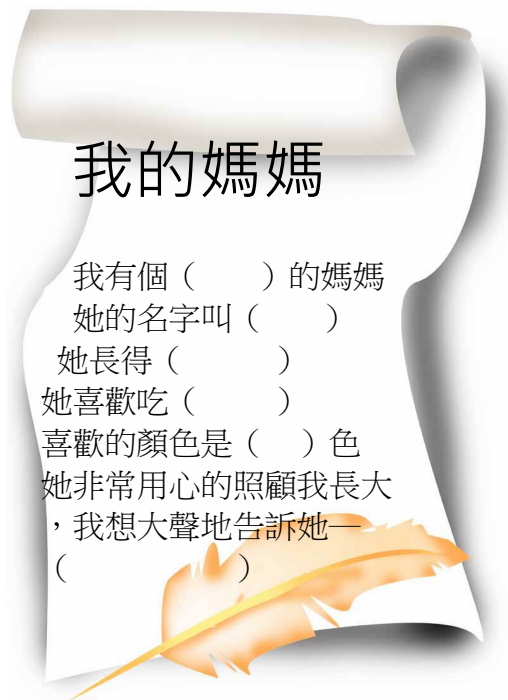 我的媽媽
我有個（　　）的媽媽
她的名字叫（　　）
她長得（　　　）
她喜歡吃（　　）
喜歡的顏色是（　）色
她非常用心的照顧我長大
，我想大聲地告訴她—
（　　　　　）